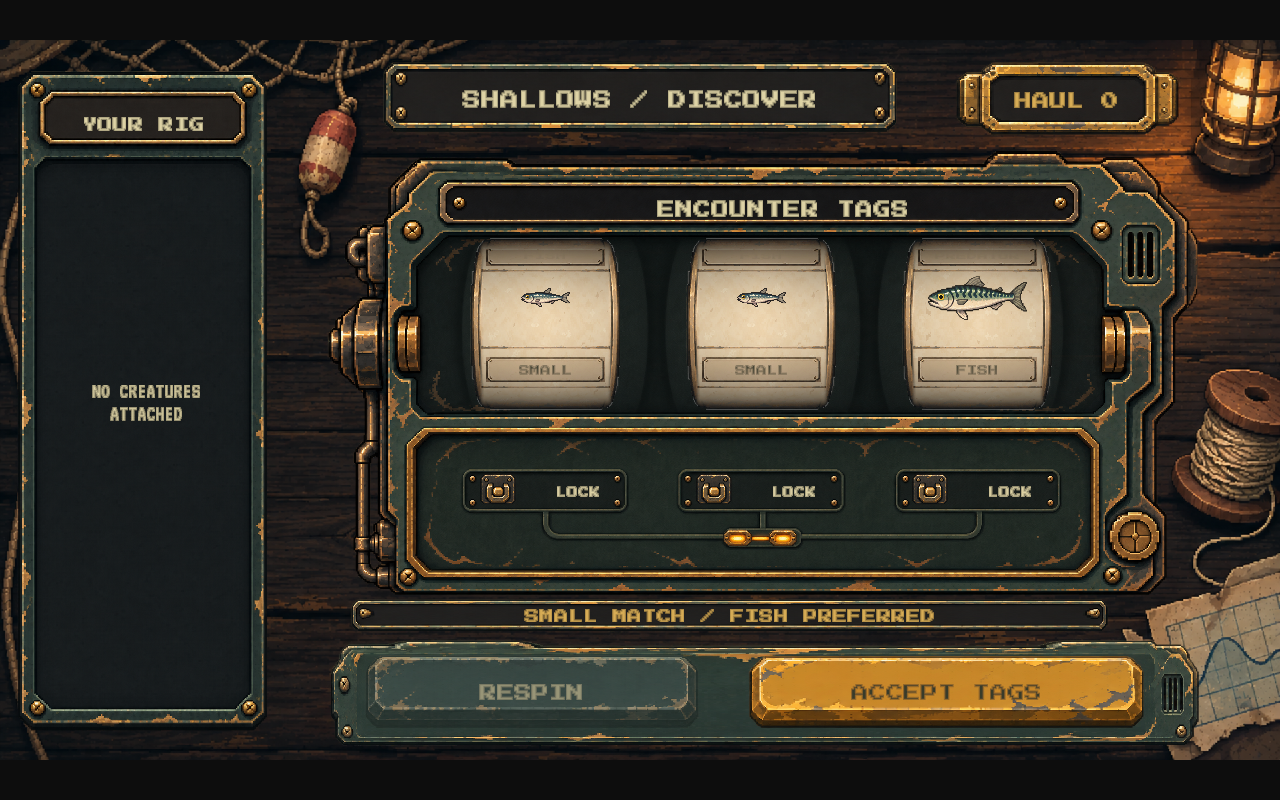 YOUR RIG
SHALLOWS / DISCOVER
HAUL 0
ENCOUNTER TAGS
SMALL
SMALL
FISH
NO CREATURES
ATTACHED
LOCK
LOCK
LOCK
SMALL MATCH / FISH PREFERRED
RESPIN
ACCEPT TAGS